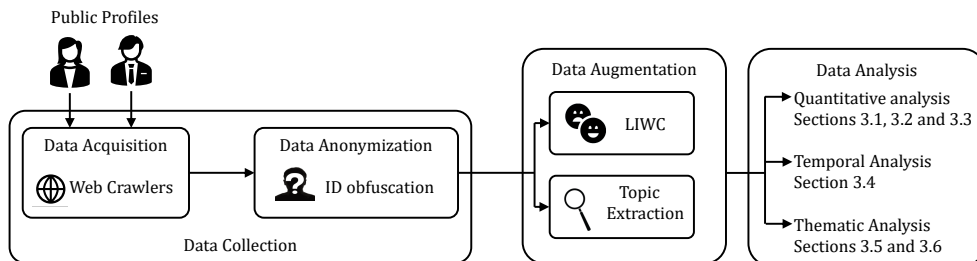 Public Profiles
Data Acquisition
Web Crawlers
Data Anonymization
ID obfuscation
Data Collection
Data Augmentation
LIWC
Topic
Extraction
Data Analysis
Quantitative analysis
Sections 3.1, 3.2 and 3.3
Temporal Analysis
Section 3.4
Thematic Analysis
Sections 3.5 and 3.6